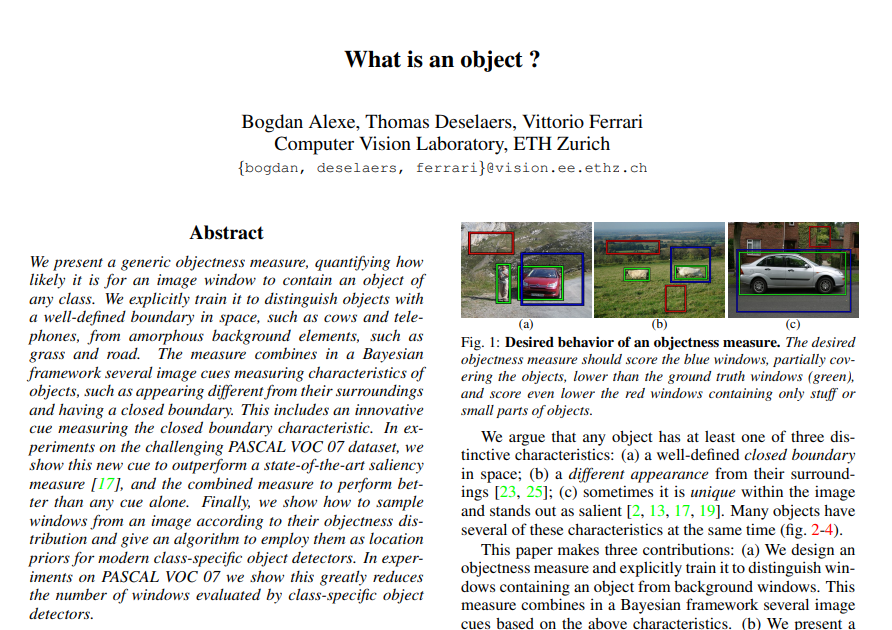 What is an object ?
Bogdan Alexe, Thomas Deselaers, Vittorio Ferrari
Computer Vision Laboratory, ETH Zurich
{bogdan, deselaers, ferrari}@vision.ee.ethz.ch
Abstract
We present a generic objectness measure, quantifying how
likely it is for an image window to contain an object of
any class. We explicitly train it to distinguish objects with
a well-defined boundary in space, such as cows and tele-
phones, from amorphous background elements, such as
grass and road. The measure combines in a Bayesian
framework several image cues measuring characteristics of
objects, such as appearing different from their surroundings
and having a closed boundary. This includes an innovative
cue measuring the closed boundary characteristic. In ex-
periments on the challenging PASCAL VOC 07 dataset, we
show this new cue to outperform a state-of-the-art saliency
measure [17], and the combined measure to perform bet-
ter than any cue alone. Finally, we show how to sample
windows from an image according to their objectness dis-
tribution and give an algorithm to employ them as location
priors for modern class-specific object detectors. In exper-
iments on PASCAL VOC 07 we show this greatly reduces
the number of windows evaluated by class-specific object
detectors.
(a) (b) (c)
Fig. 1: Desired behavior of an objectness measure. The desired
objectness measure should score the blue windows, partially cov-
ering the objects, lower than the ground truth windows (green),
and score even lower the red windows containing only stuff or
small parts of objects.
We argue that any object has at least one of three dis-
tinctive characteristics: (a) a well-defined closed boundary
in space; (b) a different appearance from their surround-
ings [23, 25]; (c) sometimes it is unique within the image
and stands out as salient [2, 13, 17, 19]. Many objects have
several of these characteristics at the same time (fig. 2-4).
This paper makes three contributions: (a) We design an
objectness measure and explicitly train it to distinguish win-
dows containing an object from background windows. This
measure combines in a Bayesian framework several image
cues based on the above characteristics. (b) We present a